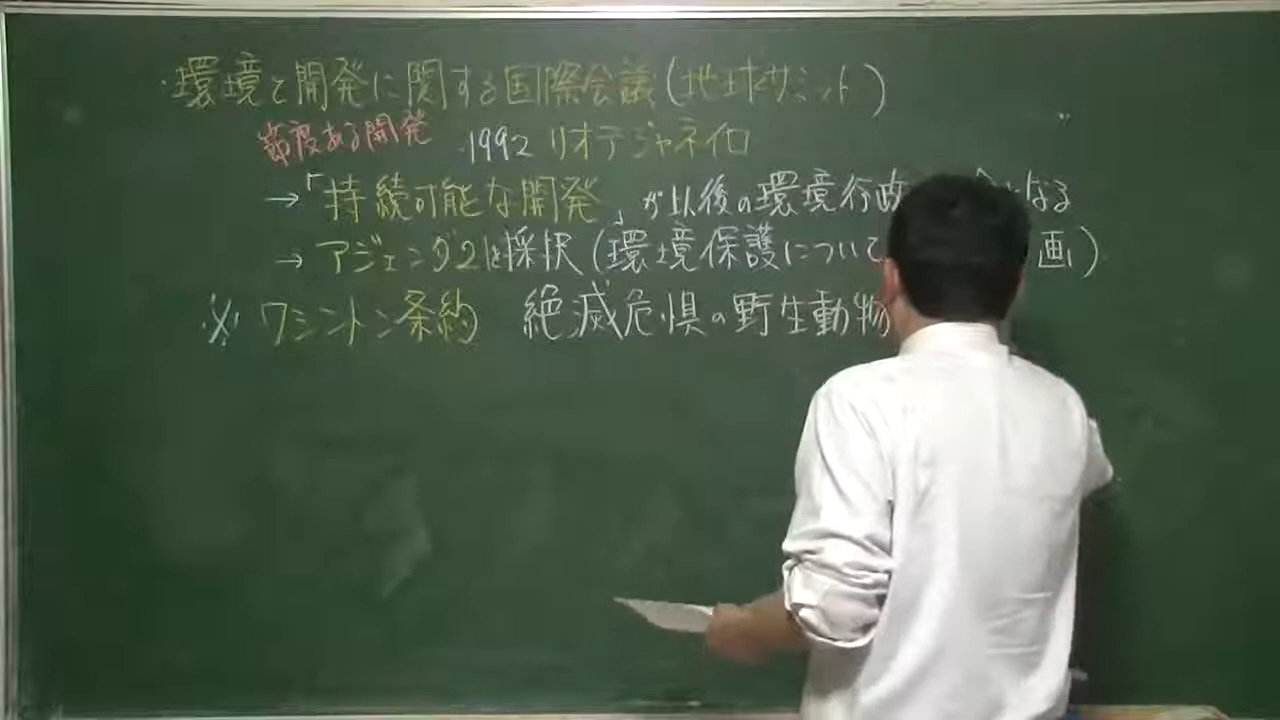 ・環境と開発に関する国際会議(地球サミット)
節度ある開発 ・1992 リオデジャネイロ
→「持続可能な開発」が以後の環境行政 となる
→ アジェンダ21を採択(環境保護について 画)
※ ワシントン条約 絶滅危惧の野生動物